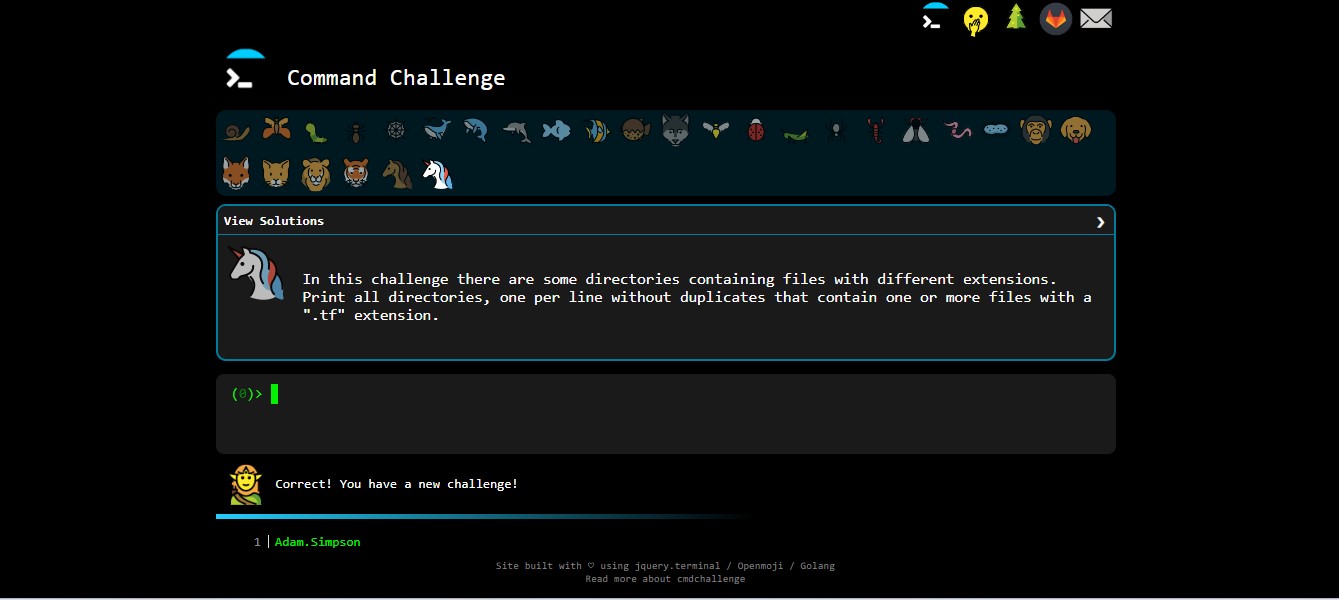 Command Challenge
View Solutions
In this challenge there are some directories containing files with different extensions.
Print all directories, one per line without duplicates that contain one or more files with a
".tf" extension.
(0)>
Correct! You have a new challenge!
1 Adam.Simpson
Site built with ♡ using jquery.terminal / Openmoji / Golang
Read more about cmdchallenge